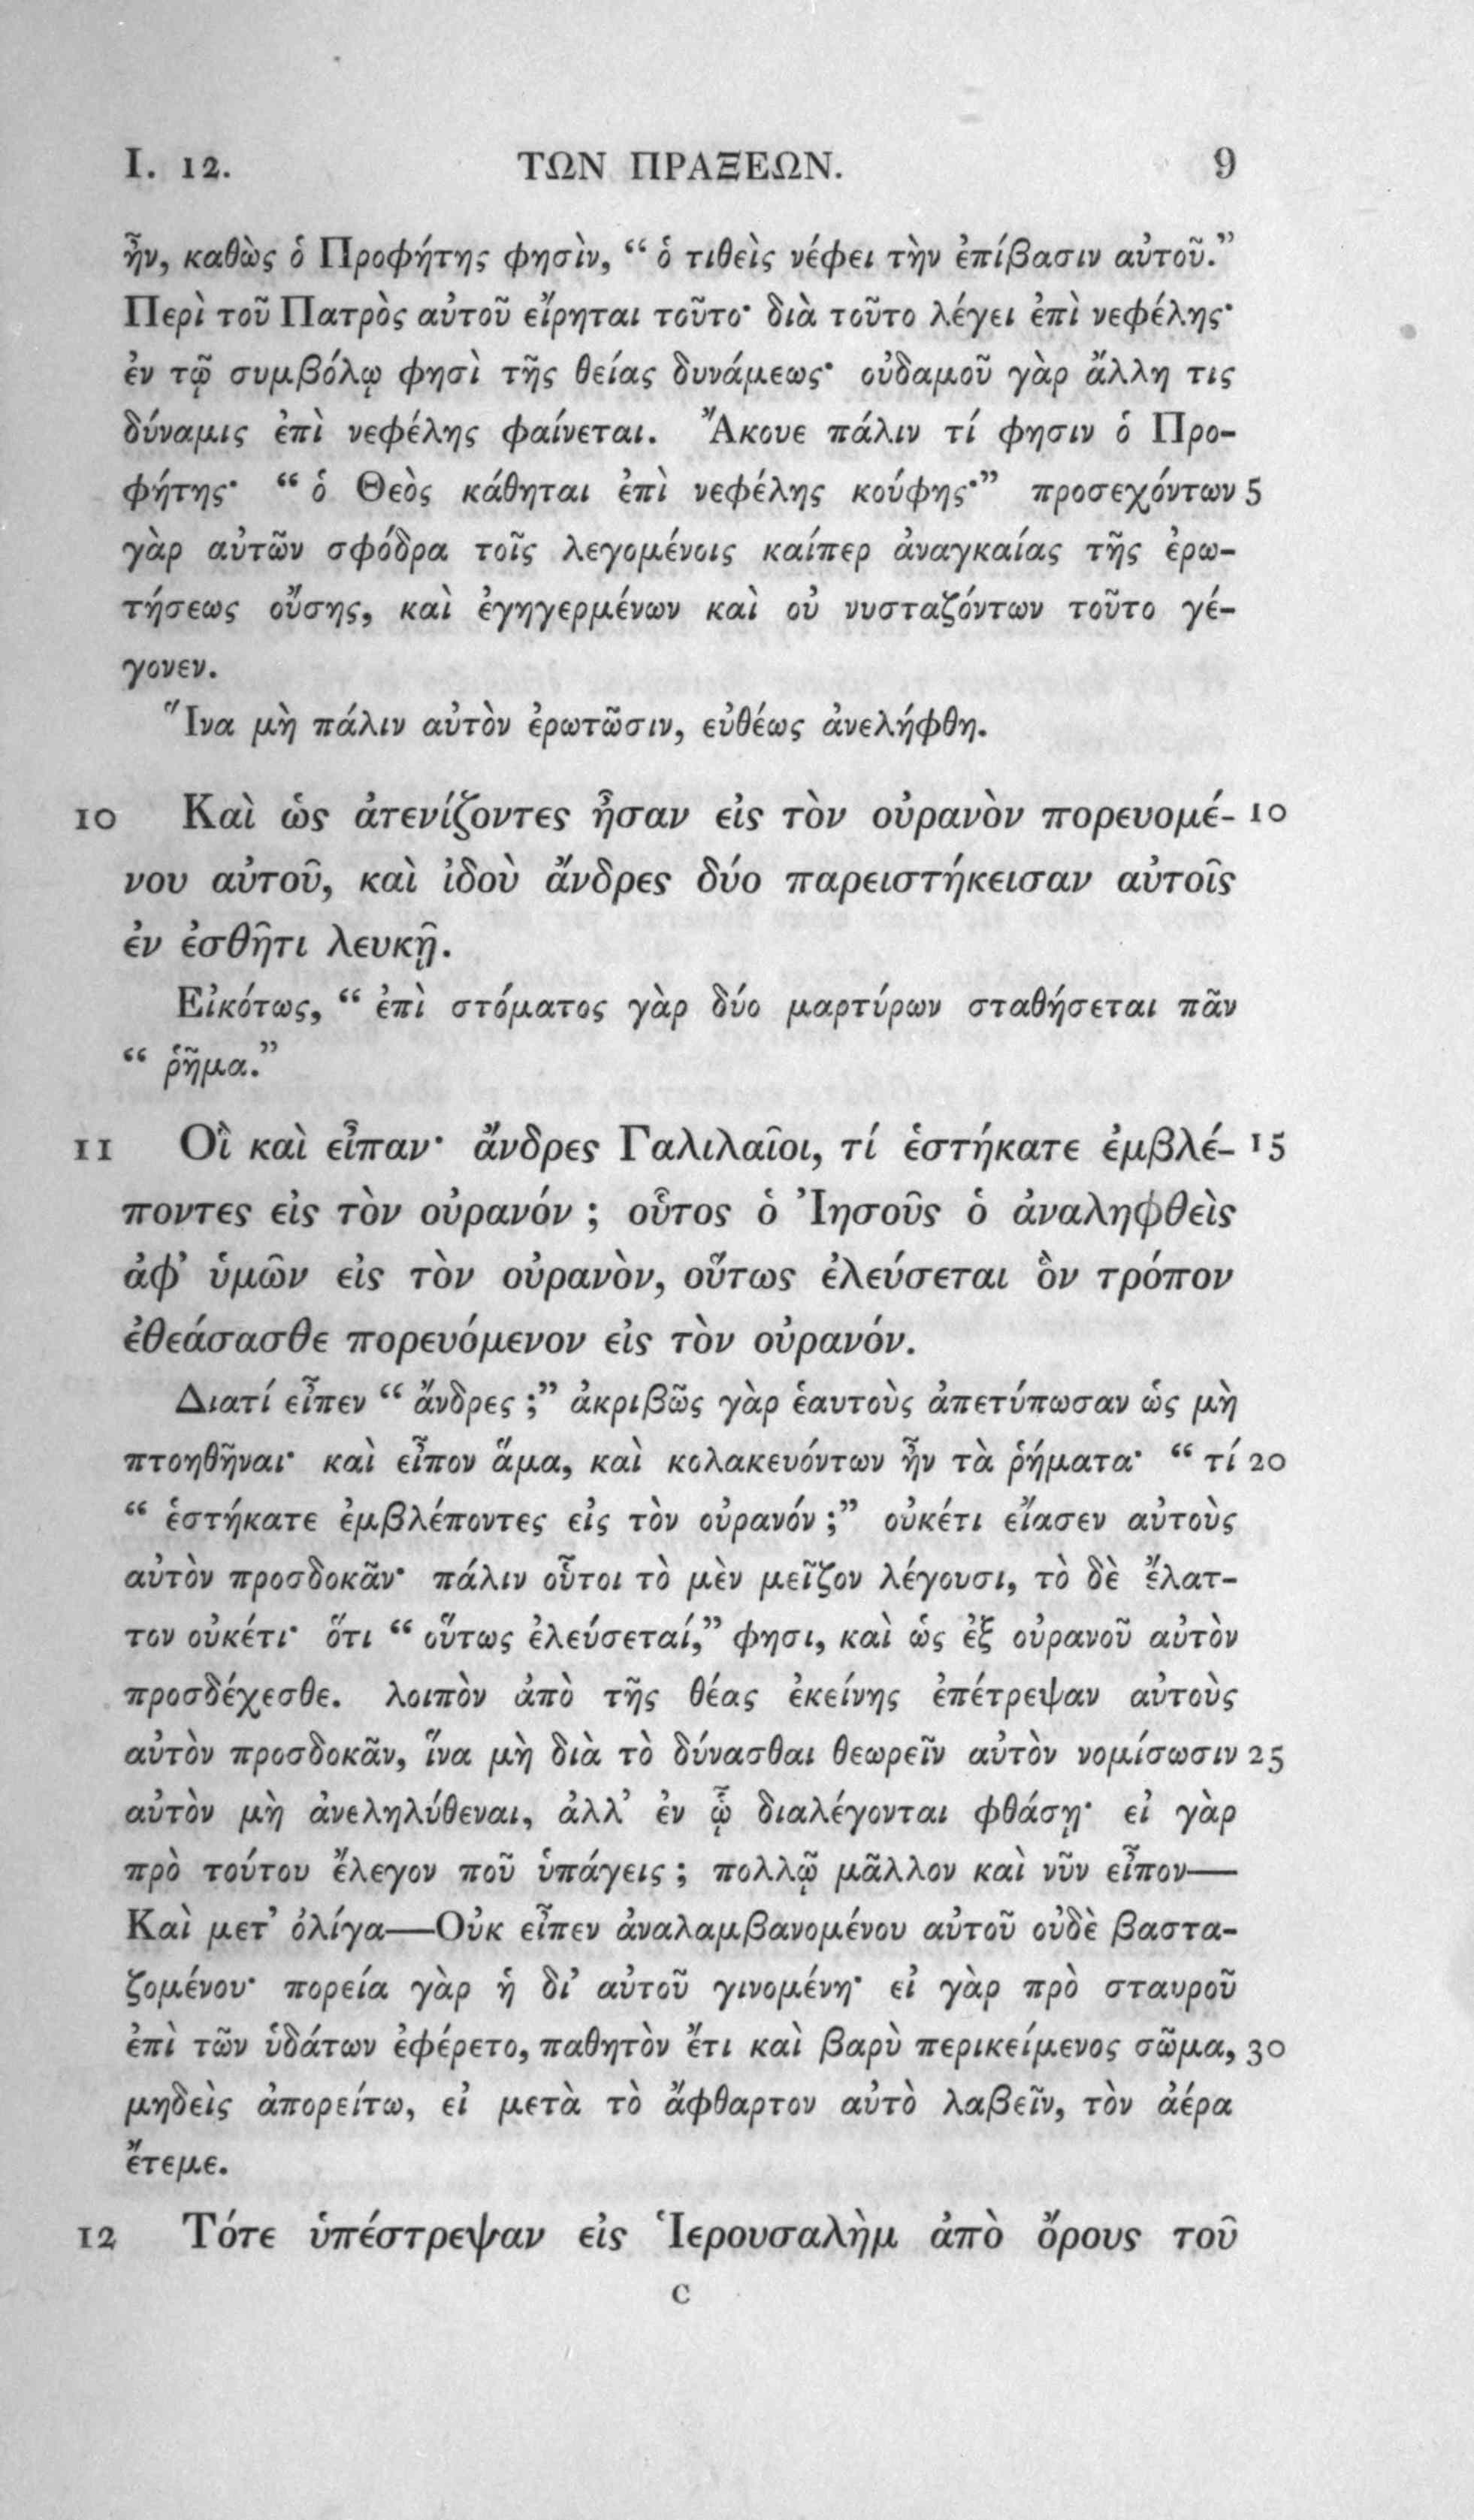 I. 12. ΤΩΝ ΠΡΑΞΕΩΝ. 9
ἦν, καθὼς ὁ Προφήτης φησὶν, “ ὁ τιθεὶς νέφει τὴν ἐπίβασιν αὐτοῦ.”
Περὶ τοῦ Πατρὸς αὐτοῦ εἴρηται τοῦτο· διὰ τοῦτο λέγει ἐπὶ νεφέλης·
ἐν τῷ συμβόλῳ φησὶ τῆς θείας δυνάμεως· οὐδαμοῦ γὰρ ἄλλη τις
δύναμις ἐπὶ νεφέλης φαίνεται. Ἄκουε πάλιν τί φησιν ὁ Προ-
φήτης· “ ὁ Θεὸς κάθηται ἐπὶ νεφέλης κούφης·” προσεχόντων 5
γὰρ αὐτῶν σφόδρα τοῖς λεγομένοις καίπερ ἀναγκαίας τῆς ἐρω-
τήσεως οὔσης, καὶ ἐγηγερμένων καὶ οὐ νυσταζόντων τοῦτο γέ-
γονεν.
Ἵνα μὴ πάλιν αὐτὸν ἐρωτῶσιν, εὐθέως ἀνελήφθη.
10 Καὶ ὡς ἀτενίζοντες ἦσαν εἰς τὸν οὐρανὸν πορευομέ- 10
νου αὐτοῦ, καὶ ἰδοὺ ἄνδρες δύο παρειστήκεισαν αὐτοῖς
ἐν ἐσθῆτι λευκῇ.
Εἰκότως, “ ἐπὶ στόματος γὰρ δύο μαρτύρων σταθήσεται πᾶν
“ ῥῆμα.”
11 Οἳ καὶ εἶπαν· ἄνδρες Γαλιλαῖοι, τί ἑστήκατε ἐμβλέ- 15
ποντες εἰς τὸν οὐρανόν ; οὗτος ὁ Ἰησοῦς ὁ ἀναληφθεὶς
ἀφ’ ὑμῶν εἰς τὸν οὐρανὸν, οὕτως ἐλεύσεται ὃν τρόπον
ἐθεάσασθε πορευόμενον εἰς τὸν οὐρανόν.
Διατί εἶπεν “ ἄνδρες ;” ἀκριβῶς γὰρ ἑαυτοὺς ἀπετύπωσαν ὡς μὴ
πτοηθῆναι· καὶ εἶπον ἅμα, καὶ κολακευόντων ἦν τὰ ῥήματα· “ τί 20
“ ἑστήκατε ἐμβλέποντες εἰς τὸν οὐρανόν ;” οὐκέτι εἴασεν αὐτοὺς
αὐτὸν προσδοκᾶν· πάλιν οὗτοι τὸ μὲν μεῖζον λέγουσι, τὸ δὲ ἔλατ-
τον οὐκέτι· ὅτι “ οὕτως ἐλεύσεταί,” φησι, καὶ ὡς ἐξ οὐρανοῦ αὐτὸν
προσδέχεσθε. λοιπὸν ἀπὸ τῆς θέας ἐκείνης ἐπέτρεψαν αὐτοὺς
αὐτὸν προσδοκᾶν, ἵνα μὴ διὰ τὸ δύνασθαι θεωρεῖν αὐτὸν νομίσωσιν 25
αὐτὸν μὴ ἀνεληλύθεναι, ἀλλ’ ἐν ᾧ διαλέγονται φθάσῃ· εἰ γὰρ
πρὸ τούτου ἔλεγον ποῦ ὑπάγεις ; πολλῷ μᾶλλον καὶ νῦν εἶπον—
Καὶ μετ’ ὀλίγα—Οὐκ εἶπεν ἀναλαμβανομένου αὐτοῦ οὐδὲ βαστα-
ζομένου· πορεία γὰρ ἡ δι’ αὐτοῦ γινομένη· εἰ γὰρ πρὸ σταυροῦ
ἐπὶ τῶν ὑδάτων ἐφέρετο, παθητὸν ἔτι καὶ βαρὺ περικείμενος σῶμα, 30
μηδεὶς ἀπορείτω, εἰ μετὰ τὸ ἄφθαρτον αὐτὸ λαβεῖν, τὸν ἀέρα
ἔτεμε.
12 Τότε ὑπέστρεψαν εἰς Ἱερουσαλὴμ ἀπὸ ὄρους τοῦ
C